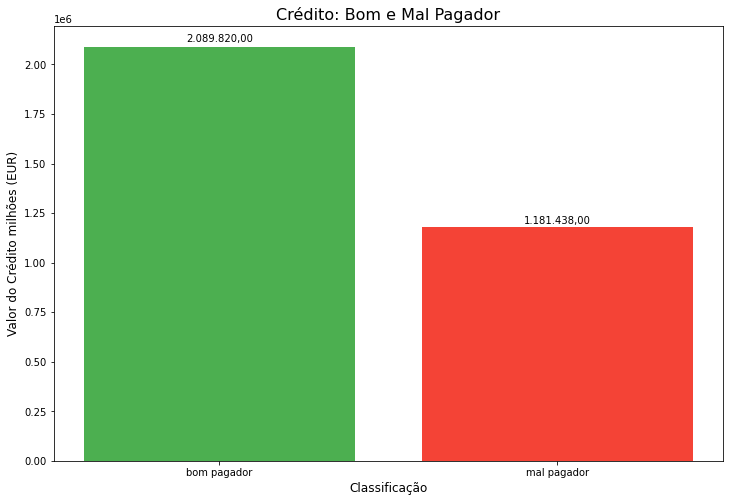 Crédito: Bom e Mal Pagador
1e6
2.089.820,00
2.00
1.75
1.50
1.25
1.181.438,00
1.00
0.75
0.50
0.25
0.00
Valor do Crédito milhões (EUR)
bom pagador
mal pagador
Classificação